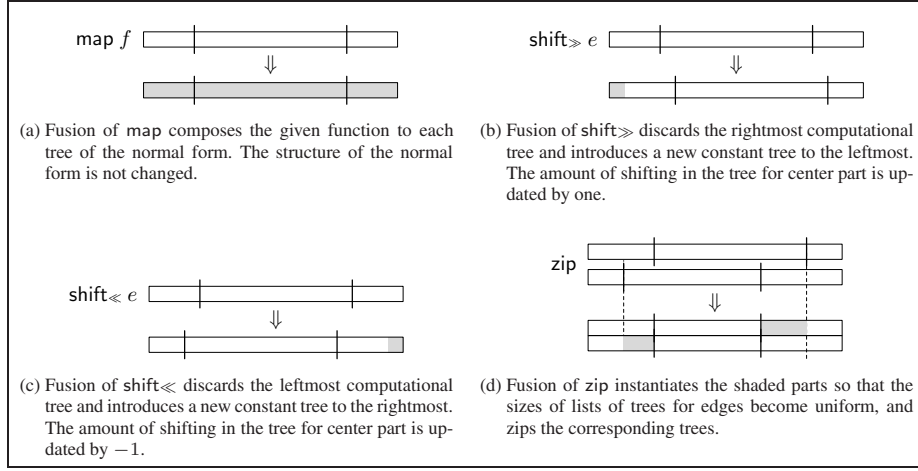 map f
⇓
(a) Fusion of map composes the given function to each
tree of the normal form. The structure of the normal
form is not changed.
shift≫ e
⇓
(b) Fusion of shift≫ discards the rightmost computational
tree and introduces a new constant tree to the leftmost.
The amount of shifting in the tree for center part is up-
dated by one.
shift≪ e
⇓
(c) Fusion of shift≪ discards the leftmost computational
tree and introduces a new constant tree to the rightmost.
The amount of shifting in the tree for center part is up-
dated by −1.
zip
⇓
(d) Fusion of zip instantiates the shaded parts so that the
sizes of lists of trees for edges become uniform, and
zips the corresponding trees.